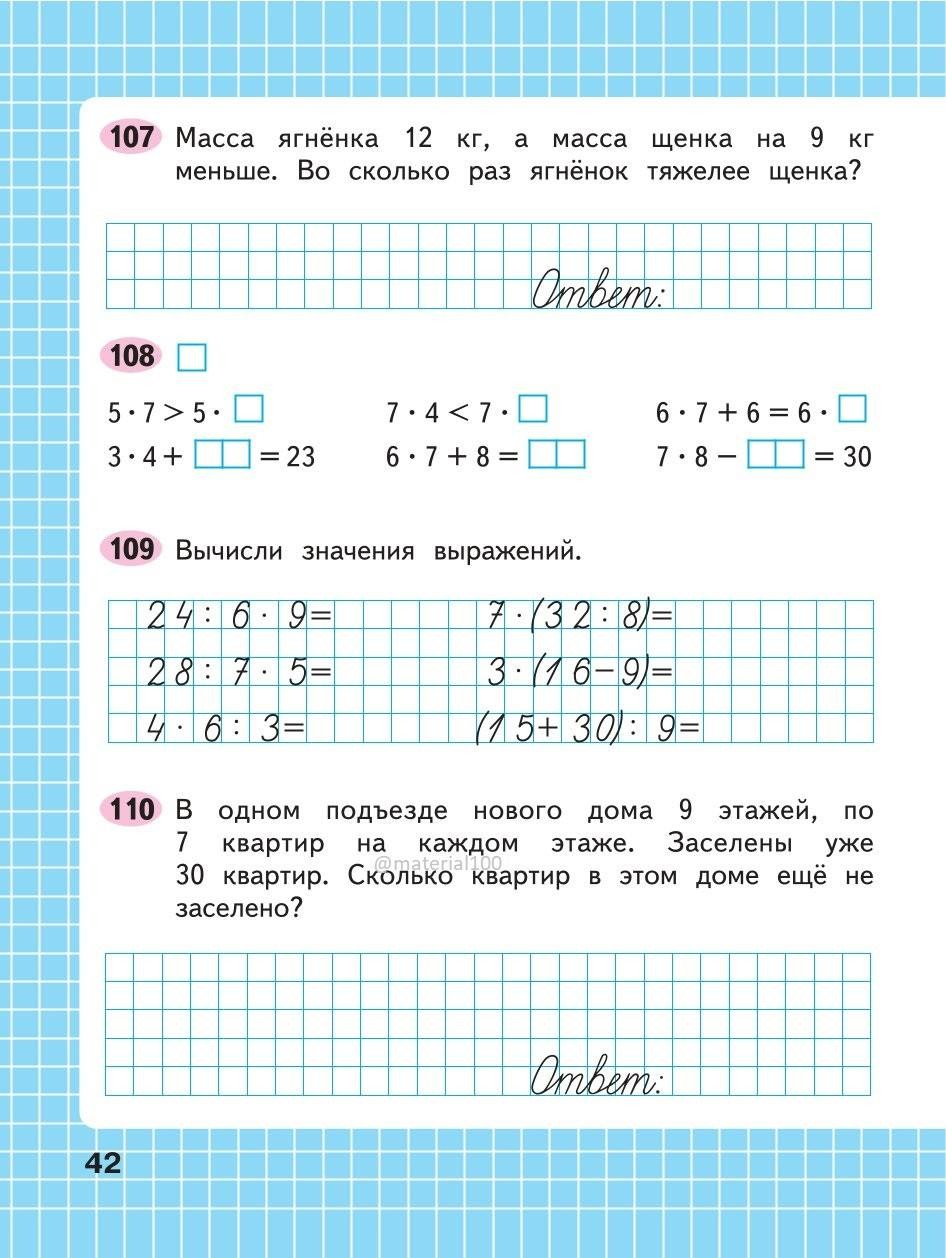 107 Масса ягнёнка 12 кг, а масса щенка на 9 кг
меньше. Во сколько раз ягнёнок тяжелее щенка?
Ответ:
108 □
5 · 7 > 5 · □ 7 · 4 < 7 · □ 6 · 7 + 6 = 6 · □
3 · 4 + □□ = 23 6 · 7 + 8 = □□ 7 · 8 − □□ = 30
109 Вычисли значения выражений.
24 : 6 · 9= 7 · (32 : 8)=
28 : 7 · 5= 3 · (16−9)=
4 · 6 : 3= (15+30) : 9=
110 В одном подъезде нового дома 9 этажей, по
7 квартир на каждом этаже. Заселены уже
@material100
30 квартир. Сколько квартир в этом доме ещё не
заселено?
Ответ:
42